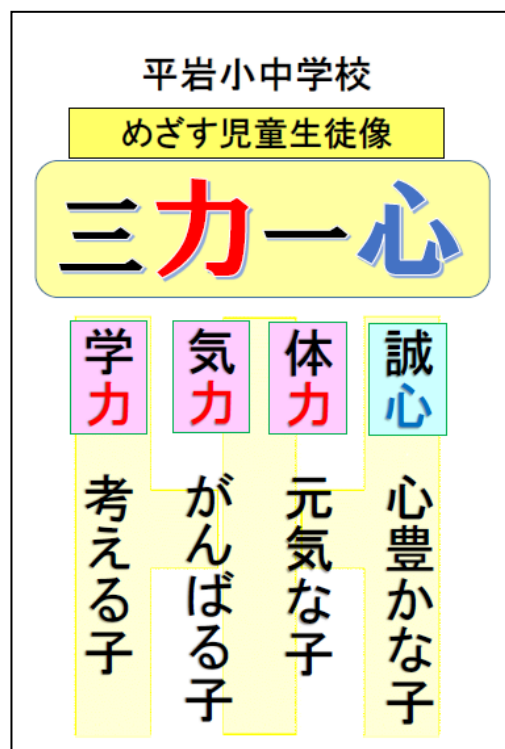 平岩小中学校
めざす児童生徒像
三力一心
学力
考える子
気力
がんばる子
体力
元気な子
誠心
心豊かな子